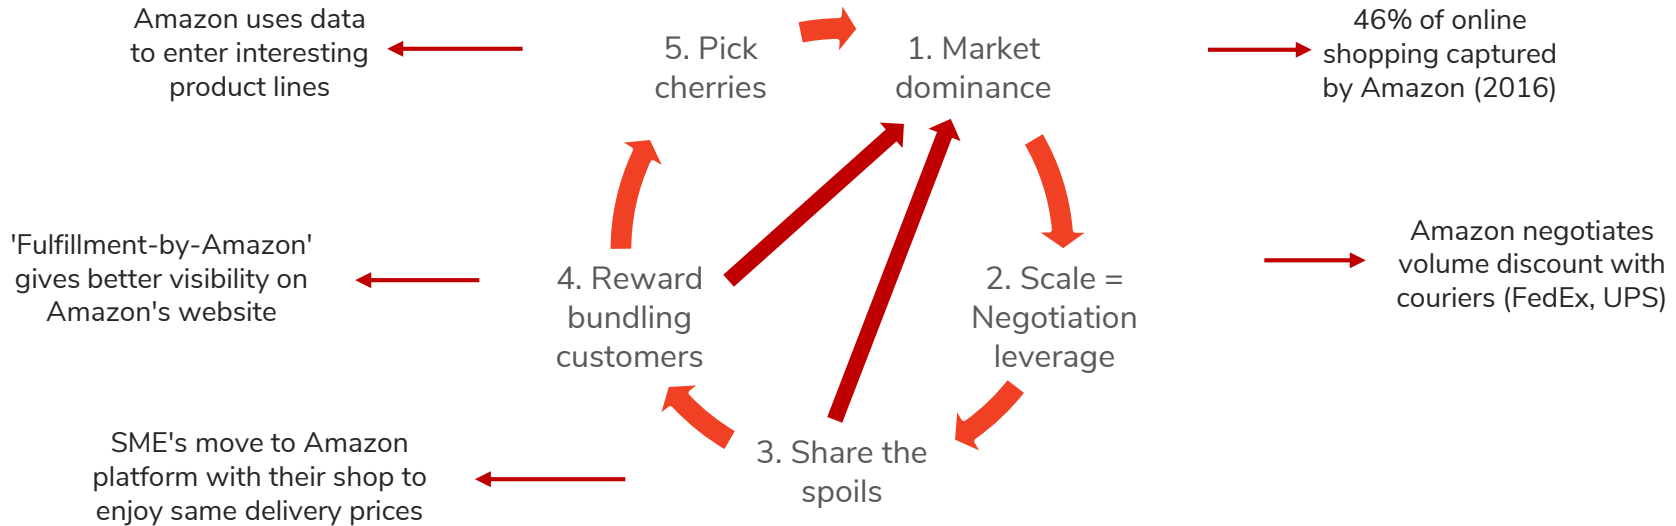 Amazon uses data
to enter interesting
product lines
5. Pick
cherries
1. Market
dominance
46% of online
shopping captured
by Amazon (2016)
'Fulfillment-by-Amazon'
gives better visibility on
Amazon's website
4. Reward
bundling
customers
2. Scale =
Negotiation
leverage
Amazon negotiates
volume discount with
couriers (FedEx, UPS)
SME's move to Amazon
platform with their shop to
enjoy same delivery prices
3. Share the
spoils